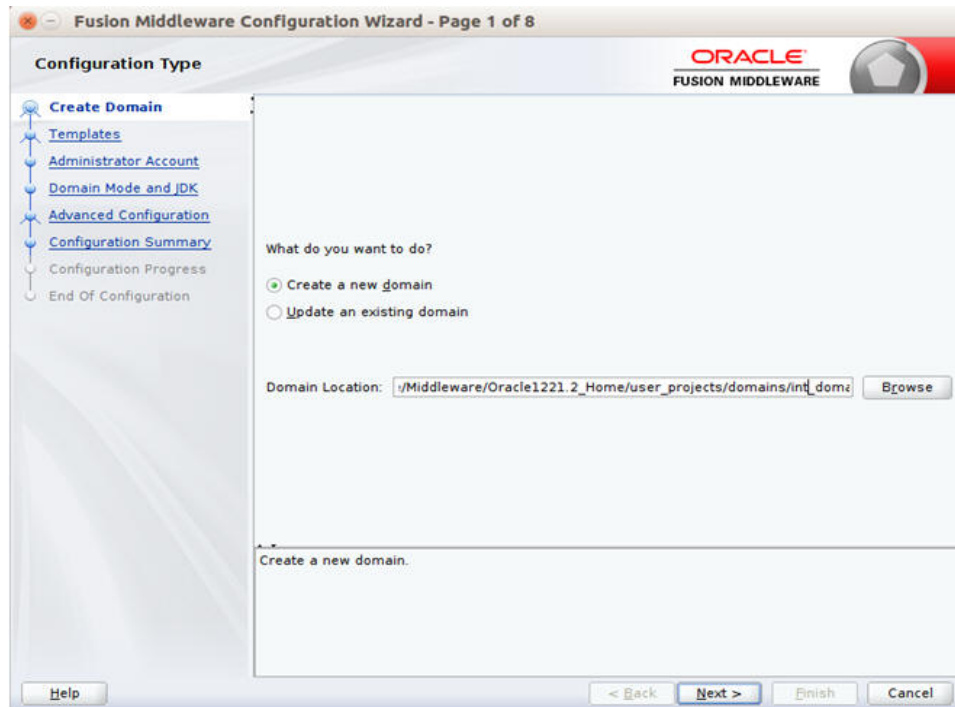 Fusion Middleware Configuration Wizard - Page 1 of 8
Configuration Type
ORACLE
FUSION MIDDLEWARE
Create Domain
Templates
Administrator Account
Domain Mode and JDK
Advanced Configuration
Configuration Summary
Configuration Progress
End Of Configuration
What do you want to do?
Create a new domain
Update an existing domain
Domain Location: /Middleware/Oracle1221.2_Home/user_projects/domains/int_doma Browse
Create a new domain.
Help < Back Next > Finish Cancel